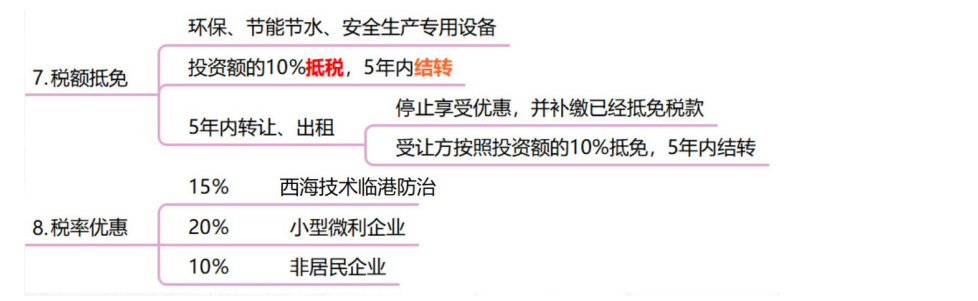 环保、节能节水、安全生产专用设备
7.税额抵免
投资额的10%抵税，5年内结转
5年内转让、出租
停止享受优惠，并补缴已经抵免税款
受让方按照投资额的10%抵免，5年内结转
8.税率优惠
15% 西海技术临港防治
20% 小型微利企业
10% 非居民企业